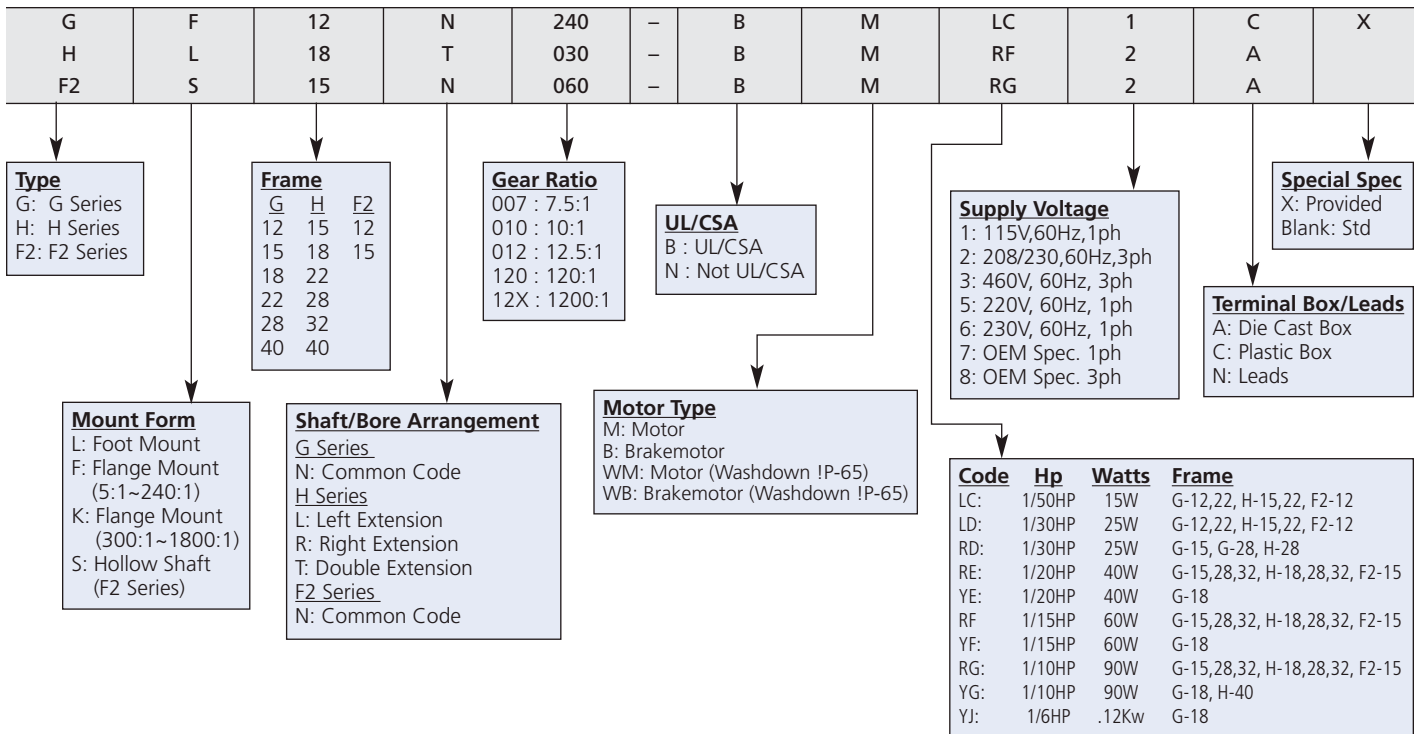 G F 12 N 240 – B M LC 1 C X
H L 18 T 030 – B M RF 2 A
F2 S 15 N 060 – B M RG 2 A
Type
G: G Series
H: H Series
F2: F2 Series
Frame
G H F2
12 15 12
15 18 15
18 22
22 28
28 32
40 40
Gear Ratio
007 : 7.5:1
010 : 10:1
012 : 12.5:1
120 : 120:1
12X : 1200:1
UL/CSA
B : UL/CSA
N : Not UL/CSA
Supply Voltage
1: 115V,60Hz,1ph
2: 208/230,60Hz,3ph
3: 460V, 60Hz, 3ph
5: 220V, 60Hz, 1ph
6: 230V, 60Hz, 1ph
7: OEM Spec. 1ph
8: OEM Spec. 3ph
Special Spec
X: Provided
Blank: Std
Terminal Box/Leads
A: Die Cast Box
C: Plastic Box
N: Leads
Mount Form
L: Foot Mount
F: Flange Mount
(5:1~240:1)
K: Flange Mount
(300:1~1800:1)
S: Hollow Shaft
(F2 Series)
Shaft/Bore Arrangement
G Series
N: Common Code
H Series
L: Left Extension
R: Right Extension
T: Double Extension
F2 Series
N: Common Code
Motor Type
M: Motor
B: Brakemotor
WM: Motor (Washdown !P-65)
WB: Brakemotor (Washdown !P-65)
Code Hp Watts Frame
LC: 1/50HP 15W G-12,22, H-15,22, F2-12
LD: 1/30HP 25W G-12,22, H-15,22, F2-12
RD: 1/30HP 25W G-15, G-28, H-28
RE: 1/20HP 40W G-15,28,32, H-18,28,32, F2-15
YE: 1/20HP 40W G-18
RF 1/15HP 60W G-15,28,32, H-18,28,32, F2-15
YF: 1/15HP 60W G-18
RG: 1/10HP 90W G-15,28,32, H-18,28,32, F2-15
YG: 1/10HP 90W G-18, H-40
YJ: 1/6HP .12Kw G-18